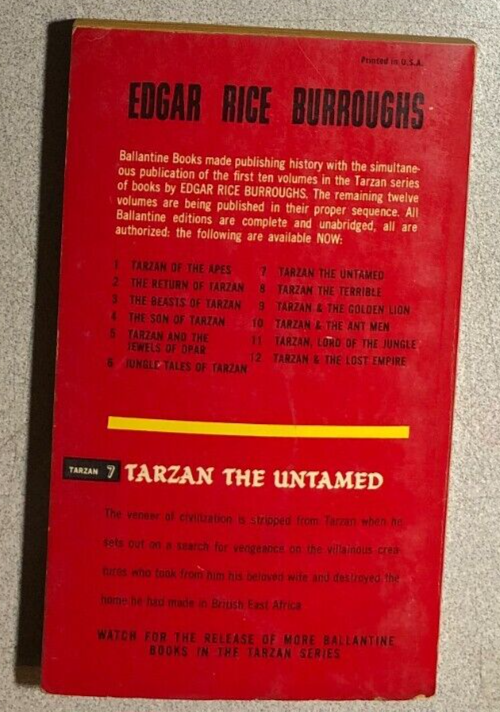 Printed in U.S.A.
EDGAR RICE BURROUGHS
Ballantine Books made publishing history with the simultane-
ous publication of the first ten volumes in the Tarzan series
of books by EDGAR RICE BURROUGHS. The remaining twelve
volumes are being published in their proper sequence. All
Ballantine editions are complete and unabridged, all are
authorized: the following are available NOW:
1 TARZAN OF THE APES
2 THE RETURN OF TARZAN
3 THE BEASTS OF TARZAN
4 THE SON OF TARZAN
5 TARZAN AND THE
JEWELS OF OPAR
6 JUNGLE TALES OF TARZAN
7 TARZAN THE UNTAMED
8 TARZAN THE TERRIBLE
9 TARZAN & THE GOLDEN LION
10 TARZAN & THE ANT MEN
11 TARZAN, LORD OF THE JUNGLE
12 TARZAN & THE LOST EMPIRE
TARZAN 7 TARZAN THE UNTAMED
The veneer of civilization is stripped from Tarzan when he
sets out on a search for vengeance on the villainous crea
tures who took from him his beloved wife and destroyed the
home he had made in British East Africa
WATCH FOR THE RELEASE OF MORE BALLANTINE
BOOKS IN THE TARZAN SERIES